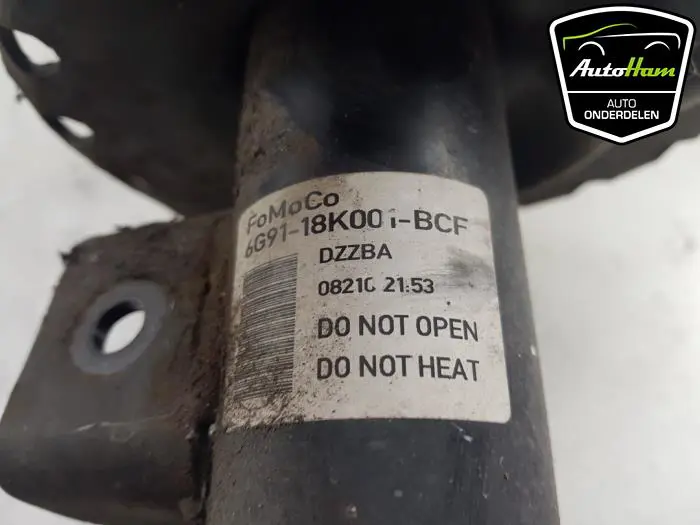 AutoHam
AUTO
ONDERDELEN
FoMoCo
6G91-18K001-BCF
DZZBA
08210 21:53
DO NOT OPEN
DO NOT HEAT